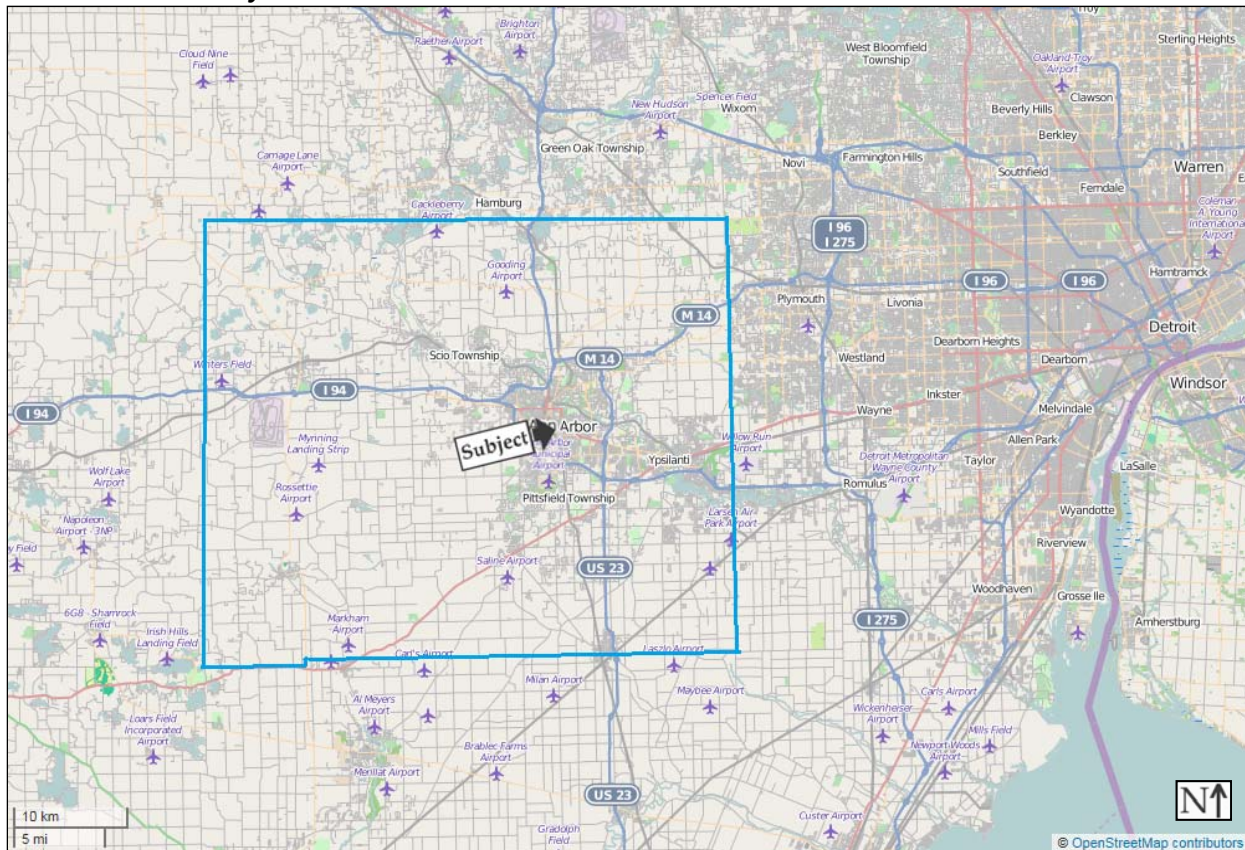 Troy
Brighton
Airport
Raether Airport
Cloud Nine
Field
West Bloomfield
Township
Sterling Heights
Oakland-Troy
Airport
Clawson
Spencer Field
Wixom
New Hudson
Airport
Beverly Hills
Berkley
Green Oak Township
Novi
Farmington Hills
Southfield
Warren
Carriage Lane
Airport
Ferndale
Cackleberry
Airport
Hamburg
Coleman
A. Young
International
Airport
I 96
I 275
Gooding
Airport
Hamtramck
I 96
I 96
Plymouth
Livonia
M 14
Detroit
Dearborn Heights
Scio Township
M 14
Westland
Dearborn
Winters Field
Inkster
Windsor
I 94
I 94
Wayne
Melvindale
Arbor
Subject
Allen Park
Mynning
Landing Strip
Ypsilanti
Willow Run
Airport
Detroit Metropolitan
Wayne County
Airport
Taylor
LaSalle
Wolf Lake
Airport
Airport
Romulus
Rossettie
Airport
Pittsfield Township
Wyandotte
Napoleon
Airport - 3NP
Larsen Air
Park Airport
Riverview
y Field
Saline Airport
US 23
Woodhaven
Grosse Ile
6G8 - Shamrock
Field
Markham
Airport
I 275
Amherstburg
Irish Hills
Landing Field
Carl's Airport
Laszlo Airport
Milan Airport
Maybee Airport
Carls Airport
Al Meyers
Airport
Wickenheiser
Airport
Loars Field
Incorporated
Airport
Mills Field
Brablec Farms
Airport
Newport Woods
Airport
Merillat Airport
US 23
N
10 km
5 mi
Gradolph
Field
Custer Airport
© OpenStreetMap contributors